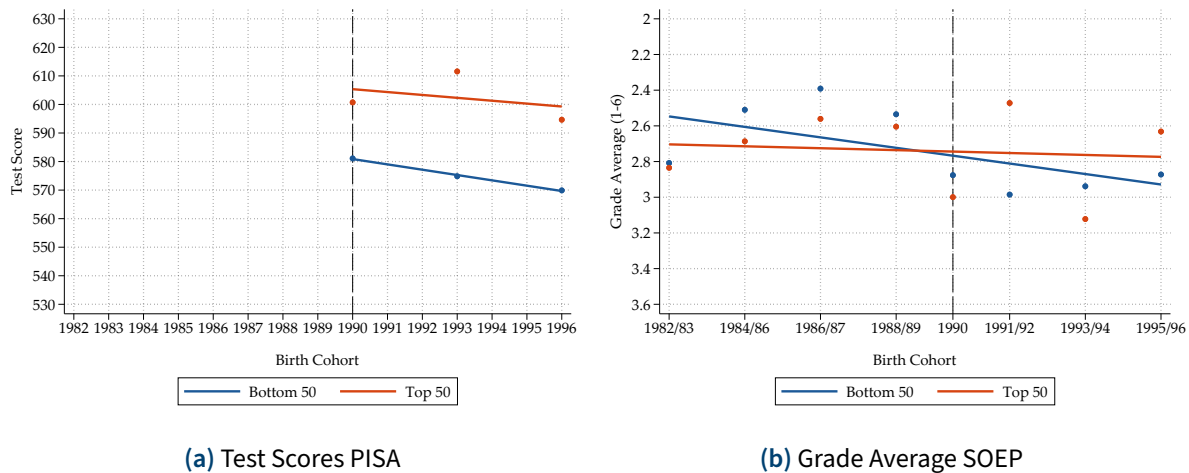 630
620
610
600
590
580
570
560
550
540
530
Test Score
1982 1983 1984 1985 1986 1987 1988 1989 1990 1991 1992 1993 1994 1995 1996
Birth Cohort
Bottom 50 Top 50
(a) Test Scores PISA
2
2.2
2.4
2.6
2.8
3
3.2
3.4
3.6
Grade Average (1-6)
1982/83 1984/86 1986/87 1988/89 1990 1991/92 1993/94 1995/96
Birth Cohort
Bottom 50 Top 50
(b) Grade Average SOEP